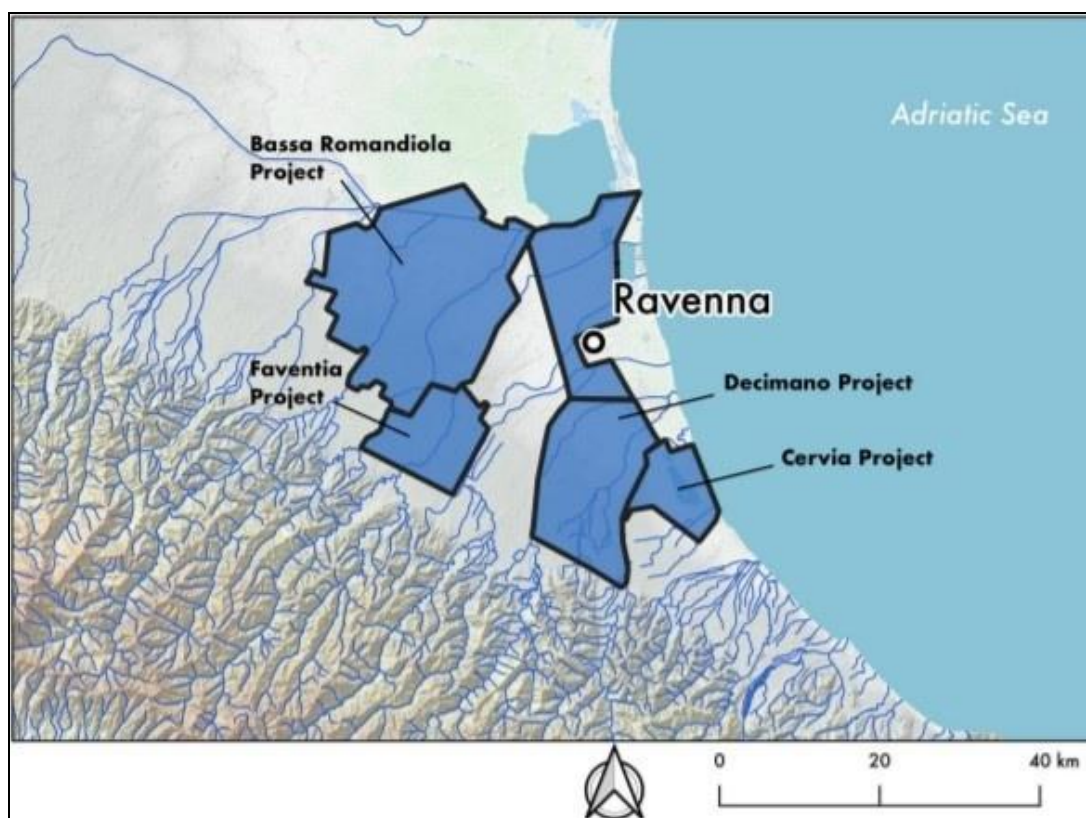 Adriatic Sea
Bassa Romandiola
Project
Ravenna
Faventia
Project
Decimano Project
Cervia Project
0 20 40 km